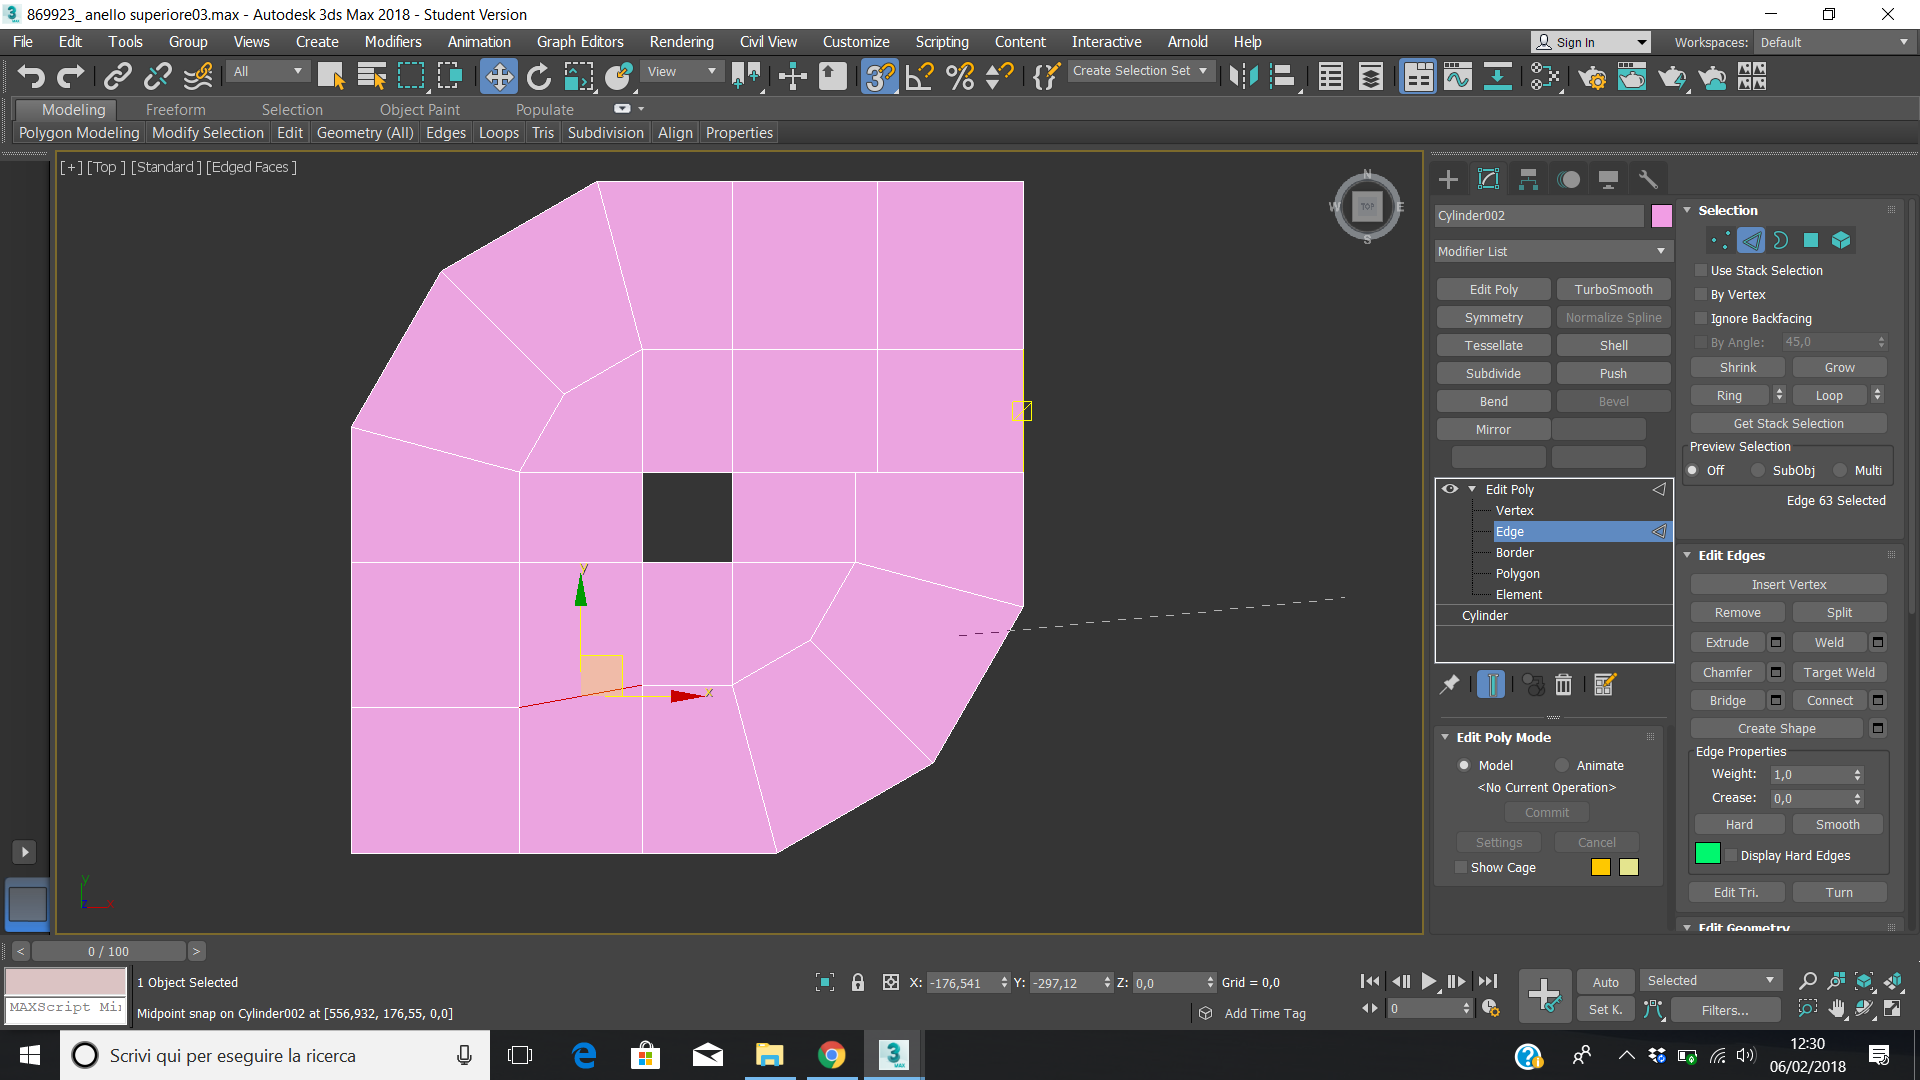 869923_ anello superiore03.max - Autodesk 3ds Max 2018 - Student Version
File Edit Tools Group Views Create Modifiers Animation Graph Editors Rendering Civil View Customize Scripting Content Interactive Arnold Help Sign In Workspaces: Default
All View Create Selection Set
Modeling Freeform Selection Object Paint Populate
Polygon Modeling Modify Selection Edit Geometry (All) Edges Loops Tris Subdivision Align Properties
[+] [Top ] [Standard ] [Edged Faces ]
N
W TOP E
S
y
x
y
z
Cylinder002
Modifier List
Edit Poly TurboSmooth
Symmetry Normalize Spline
Tessellate Shell
Subdivide Push
Bend Bevel
Mirror
Edit Poly
Vertex
Edge
Border
Polygon
Element
Cylinder
Edit Poly Mode
Model Animate
<No Current Operation>
Commit
Settings Cancel
Show Cage
Selection
Use Stack Selection
By Vertex
Ignore Backfacing
By Angle: 45,0
Shrink Grow
Ring Loop
Get Stack Selection
Preview Selection
Off SubObj Multi
Edge 63 Selected
Edit Edges
Insert Vertex
Remove Split
Extrude Weld
Chamfer Target Weld
Bridge Connect
Create Shape
Edge Properties
Weight: 1,0
Crease: 0,0
Hard Smooth
Display Hard Edges
Edit Tri. Turn
Edit Geometry
< 0 / 100 >
1 Object Selected X: -176,541 Y: -297,12 Z: 0,0 Grid = 0,0
Auto Selected
MAXScript Mi
Midpoint snap on Cylinder002 at [556,932, 176,55, 0,0]
Add Time Tag
0
Set K. Filters...
Scrivi qui per eseguire la ricerca
3
MAX
12:30
06/02/2018